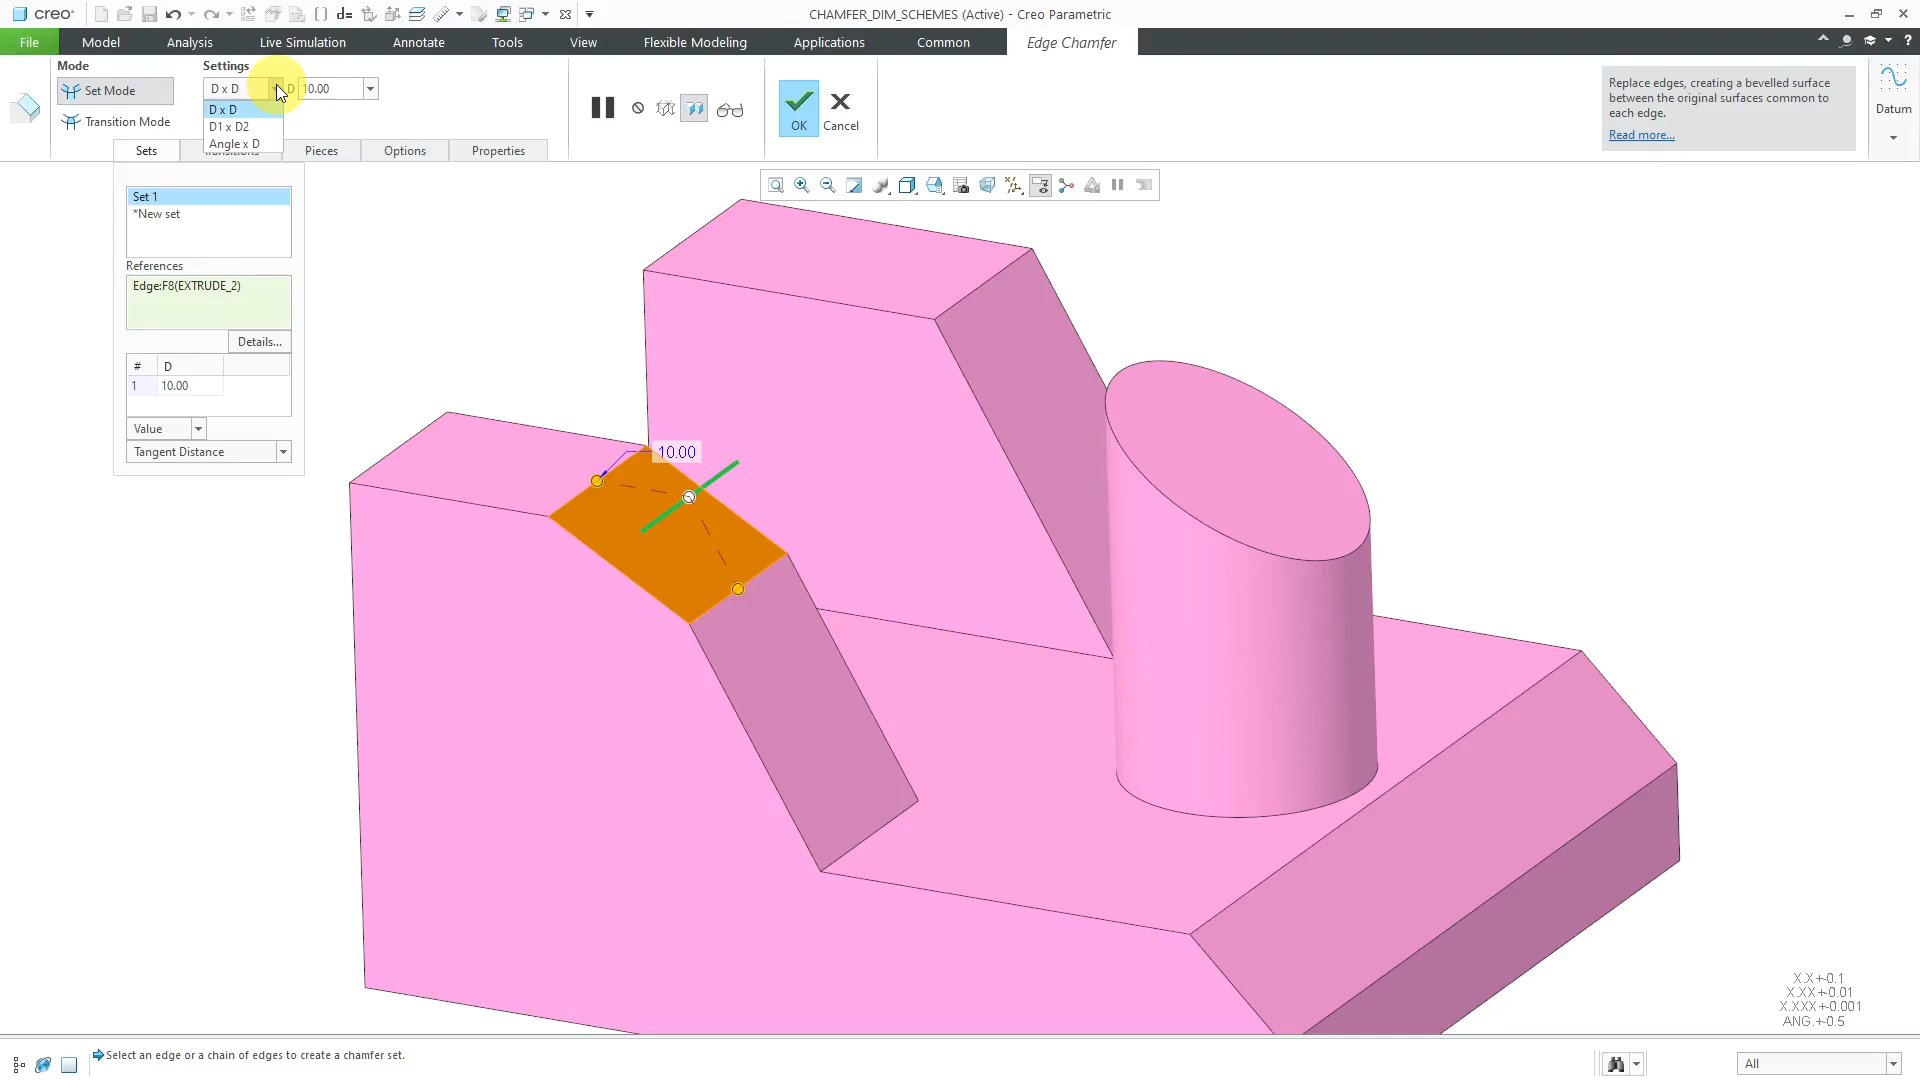 creo
d=
CHAMFER_DIM_SCHEMES (Active) - Creo Parametric
File
Model
Analysis
Live Simulation
Annotate
Tools
View
Flexible Modeling
Applications
Common
Edge Chamfer
?
Mode
Settings
Set Mode
D x D
D
10.00
D x D
D1 x D2
Angle x D
Transition Mode
OK
Cancel
Replace edges, creating a bevelled surface
between the original surfaces common to
each edge.
Read more...
Datum
Sets
Transitions
Pieces
Options
Properties
Set 1
*New set
References
Edge:F8(EXTRUDE_2)
Details...
# D
1 10.00
Value
Tangent Distance
10.00
X.X+-0.1
X.XX+-0.01
X.XXX+-0.001
ANG.+-0.5
Select an edge or a chain of edges to create a chamfer set.
All